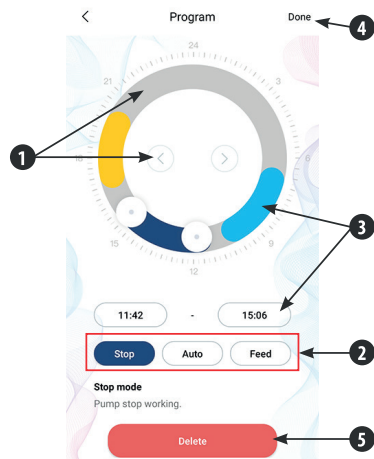 Program
Done
4
24
21
3
1
18
6
3
15
9
12
11:42 - 15:06
Stop Auto Feed
2
Stop mode
Pump stop working.
Delete
5